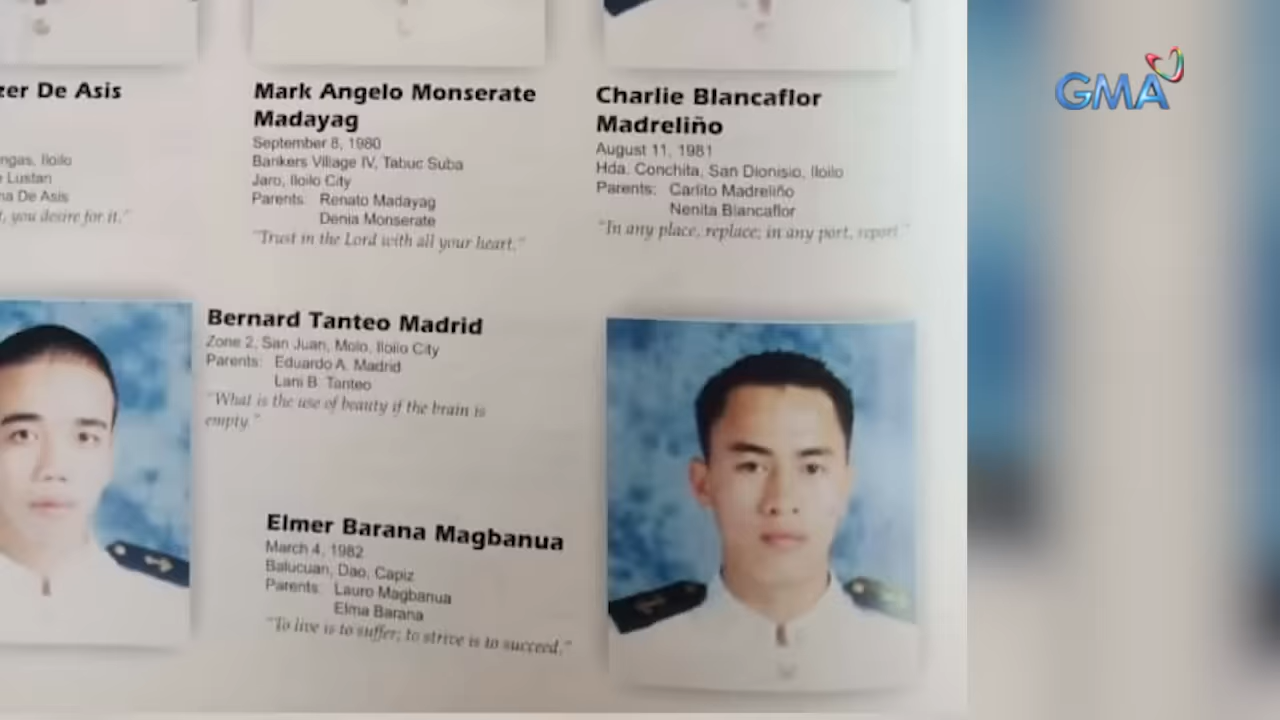 zer De Asis
ngas, Iloilo
Lustan
na De Asis
t, you desire for it."
Mark Angelo Monserate
Madayag
September 8, 1980
Bankers Village IV, Tabuc Suba
Jaro, Iloilo City
Parents: Renato Madayag
Denia Monserate
"Trust in the Lord with all your heart."
Charlie Blancaflor
Madreliño
August 11, 1981
Hda. Conchita, San Dionisio, Iloilo
Parents: Carlito Madreliño
Nenita Blancaflor
"In any place, replace; in any port, report."
Bernard Tanteo Madrid
Zone 2, San Juan, Molo, Iloilo City
Parents: Eduardo A. Madrid
Lani B. Tanteo
"What is the use of beauty if the brain is
empty."
Elmer Barana Magbanua
March 4, 1982
Balucuan, Dao, Capiz
Parents: Lauro Magbanua
Elma Barana
"To live is to suffer; to strive is to succeed."
GMA